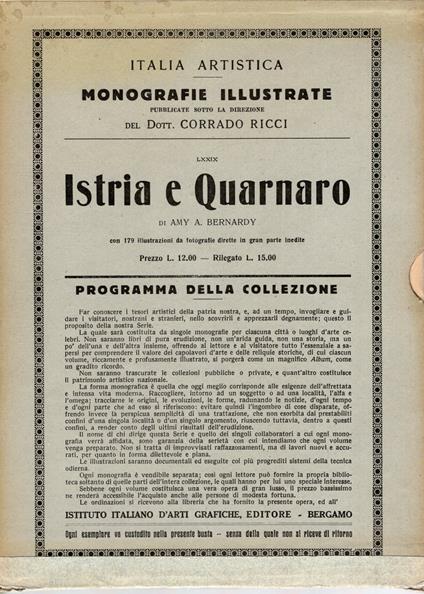 ITALIA ARTISTICA
MONOGRAFIE ILLUSTRATE
PUBBLICATE SOTTO LA DIREZIONE
DEL DOTT. CORRADO RICCI
LXXIX
Istria e Quarnaro
DI AMY A. BERNARDY
con 179 illustrazioni da fotografie dirette in gran parte inedite
Prezzo L. 12.00 — Rilegato L. 15.00
PROGRAMMA DELLA COLLEZIONE
Far conoscere i tesori artistici della patria nostra, e, ad un tempo, invogliare e gui-
dare i visitatori, nostrani e stranieri, nello scovrirli e apprezzarli degnamente; questo il
proposito della nostra Serie.
La quale sarà costituita da singole monografie per ciascuna città o luoghi d'arte ce-
lebri. Non saranno libri di pura erudizione, non un'arida guida, non una storia, ma un
po' dell'una e dell'altra insieme, offrendo al lettore e al visitatore tutto l'essenziale a sa-
persi per comprendere il valore dei capolavori d'arte e delle reliquie storiche, di cui ciascun
volume, riccamente e profusamente illustrato, si porgerà come un magnifico Album, come
un gradito ricordo.
Non saranno trascurate le collezioni pubbliche o private, e quant'altro costituisce
il patrimonio artistico nazionale.
La forma monografica è quella che oggi meglio corrisponde alle esigenze dell'affrettata
e intensa vita moderna. Raccogliere, intorno ad un soggetto o ad una località, l'alfa e
l'omega; tracciarne le origini, le evoluzioni, le forme, radunando le notizie, d'ogni tempo
e d'ogni parte che ad esso si riferiscono; evitare quindi l'ingombro di cose disparate, of-
frendo invece la perspicua semplicità di una trattazione, che non esorbita dai prestabiliti
confini d'una singola località o d'un singolo argomento, riuscendo tuttavia, dentro a questi
confini, a render conto degli ultimi risultati dell'erudizione.
Il nome di chi dirige questa Serie e quello dei singoli collaboratori a cui ogni mono-
grafia verrà affidata, sono garanzia della serietà con cui intendiamo che ogni volume
venga preparato. Non si tratta di improvvisati raffazzonamenti, ma di lavori nuovi e accu-
rati, per quanto in forma dilettevole e piana.
Le illustrazioni saranno documentali ed eseguite coi più progrediti sistemi della tecnica
odierna.
Ogni monografia è vendibile separata; così ogni lettore può fornire la propria biblio-
teca soltanto di quelle parti dell'intera collezione, le quali hanno per lui uno speciale interesse.
Sebbene ogni volume costituisca una vera opera di gran lusso, il prezzo bassissimo
ne renderà accessibile l'acquisto anche alle persone di modesta fortuna.
Le ordinazioni si ricevono alla libreria che ha fornito la presente opera, ed all'
ISTITUTO ITALIANO D'ARTI GRAFICHE, EDITORE - BERGAMO
Ogni esemplare va custodito nella presente busta — senza della quale non si riceve di ritorno